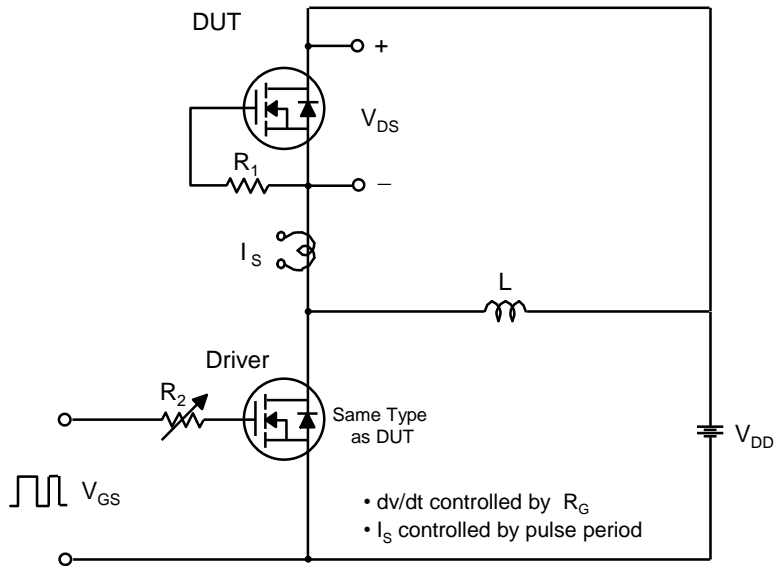 DUT
+
V_DS
R_1
–
I_S
L
Driver
R_2
Same Type
as DUT
V_DD
V_GS
• dv/dt controlled by R_G
• I_S controlled by pulse period